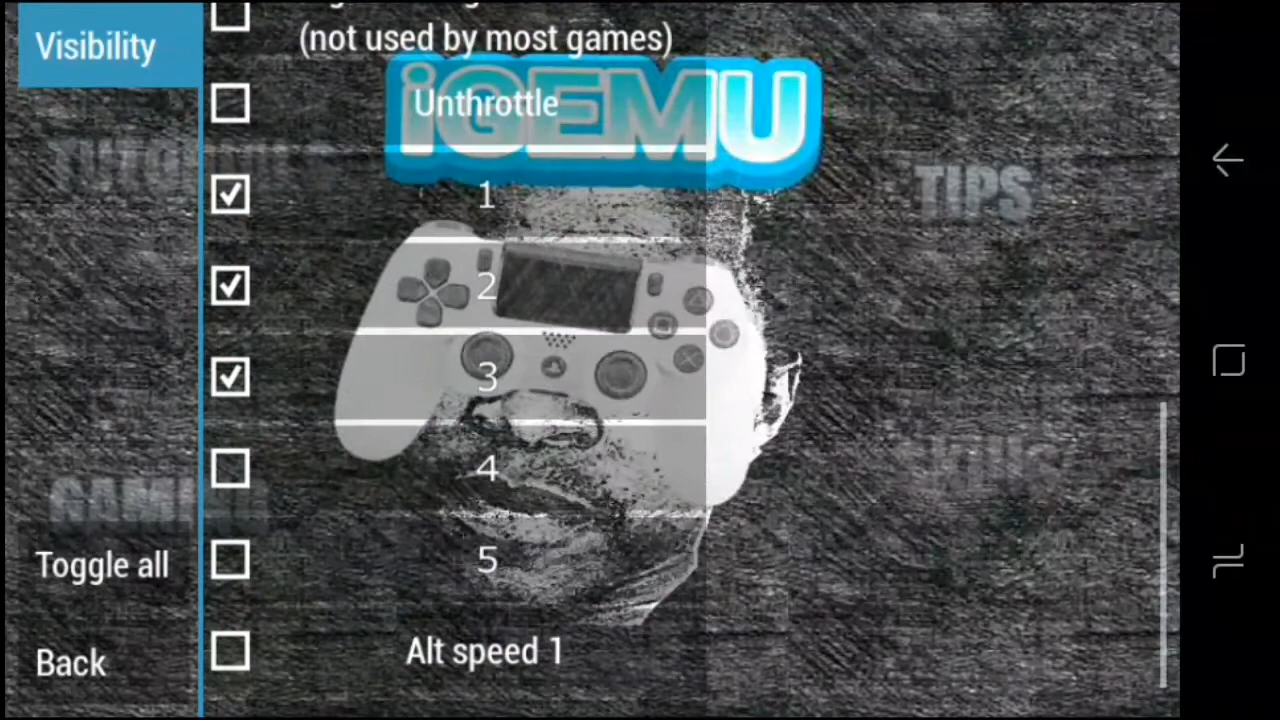 Visibility
(not used by most games)
Unthrottle
iGEMU
1
TIPS
2
3
4
5
Toggle all
Alt speed 1
Back